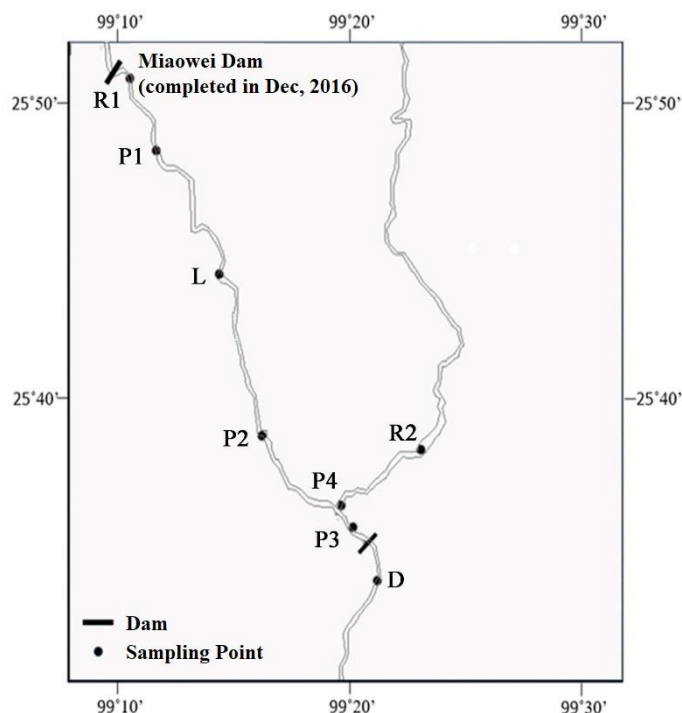 99°10' 99°20' 99°30'
Miaowei Dam
(completed in Dec, 2016)
R1
25°50' 25°50'
P1
L
25°40' 25°40'
P2
R2
P4
P3
D
Dam
Sampling Point
99°10' 99°20' 99°30'